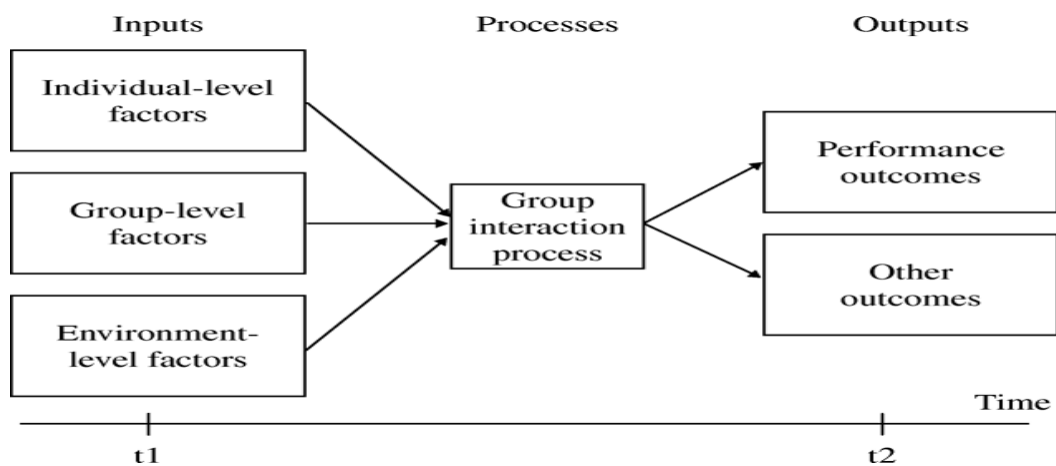 Inputs
Processes
Outputs
Individual-level
factors
Group-level
factors
Environment-
level factors
Group
interaction
process
Performance
outcomes
Other
outcomes
Time
t1
t2